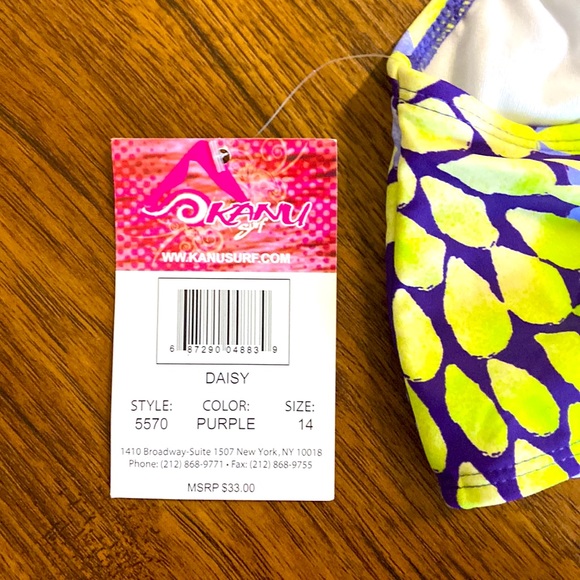 KANU
Surf
WW.KANUSURF.COM
6 87290 04883 9
DAISY
STYLE: COLOR: SIZE:
5570 PURPLE 14
1410 Broadway-Suite 1507 New York, NY 10018
Phone: (212) 868-9771 • Fax: (212) 868-9755
MSRP $33.00